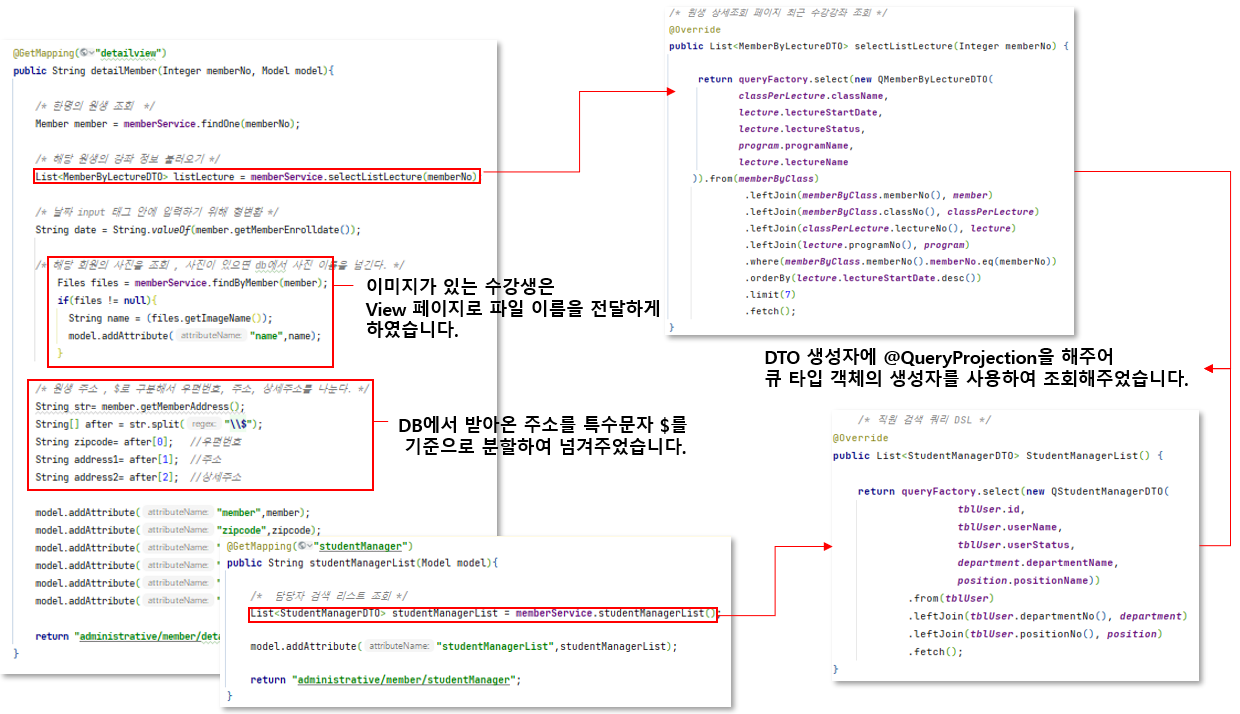 @GetMapping("detailview")
public String detailMember(Integer memberNo, Model model){
/* 한명의 원생 조회 */
Member member = memberService.findOne(memberNo);
/* 해당 원생의 강좌 정보 불러오기 */
List<MemberByLectureDTO> listLecture = memberService.selectListLecture(memberNo)
/* 날짜 input 태그 안에 입력하기 위해 형변환 */
String date = String.valueOf(member.getMemberEnrolldate());
/* 해당 회원의 사진을 조회 , 사진이 있으면 db에서 사진 이름을 넘긴다. */
Files files = memberService.findByMember(member);
if(files != null){
String name = (files.getImageName());
model.addAttribute( attributeName: "name",name);
}
/* 원생 주소 , $로 구분해서 우편번호, 주소, 상세주소를 나눈다. */
String str= member.getMemberAddress();
String[] after = str.split( regex: "\\$");
String zipcode= after[0]; //우편번호
String address1= after[1]; //주소
String address2= after[2]; //상세주소
model.addAttribute( attributeName: "member",member);
model.addAttribute( attributeName: "zipcode",zipcode);
model.addAttribute( attributeName: "
model.addAttribute( attributeName: "
model.addAttribute( attributeName: "
model.addAttribute( attributeName: "
return "administrative/member/deta
}
이미지가 있는 수강생은
View 페이지로 파일 이름을 전달하게
하였습니다.
DB에서 받아온 주소를 특수문자 $를
기준으로 분할하여 넘겨주었습니다.
@GetMapping("studentManager")
public String studentManagerList(Model model){
/* 담당자 검색 리스트 조회 */
List<StudentManagerDTO> studentManagerList = memberService.studentManagerList();
model.addAttribute( attributeName: "studentManagerList",studentManagerList);
return "administrative/member/studentManager";
}
/* 원생 상세조회 페이지 최근 수강강좌 조회 */
@Override
public List<MemberByLectureDTO> selectListLecture(Integer memberNo) {
return queryFactory.select(new QMemberByLectureDTO(
classPerLecture.className,
lecture.lectureStartDate,
lecture.lectureStatus,
program.programName,
lecture.lectureName
)).from(memberByClass)
.leftJoin(memberByClass.memberNo(), member)
.leftJoin(memberByClass.classNo(), classPerLecture)
.leftJoin(classPerLecture.lectureNo(), lecture)
.leftJoin(lecture.programNo(), program)
.where(memberByClass.memberNo().memberNo.eq(memberNo))
.orderBy(lecture.lectureStartDate.desc())
.limit(7)
.fetch();
}
DTO 생성자에 @QueryProjection을 해주어
큐 타입 객체의 생성자를 사용하여 조회해주었습니다.
/* 직원 검색 쿼리 DSL */
@Override
public List<StudentManagerDTO> StudentManagerList() {
return queryFactory.select(new QStudentManagerDTO(
tblUser.id,
tblUser.userName,
tblUser.userStatus,
department.departmentName,
position.positionName))
.from(tblUser)
.leftJoin(tblUser.departmentNo(), department)
.leftJoin(tblUser.positionNo(), position)
.fetch();
}